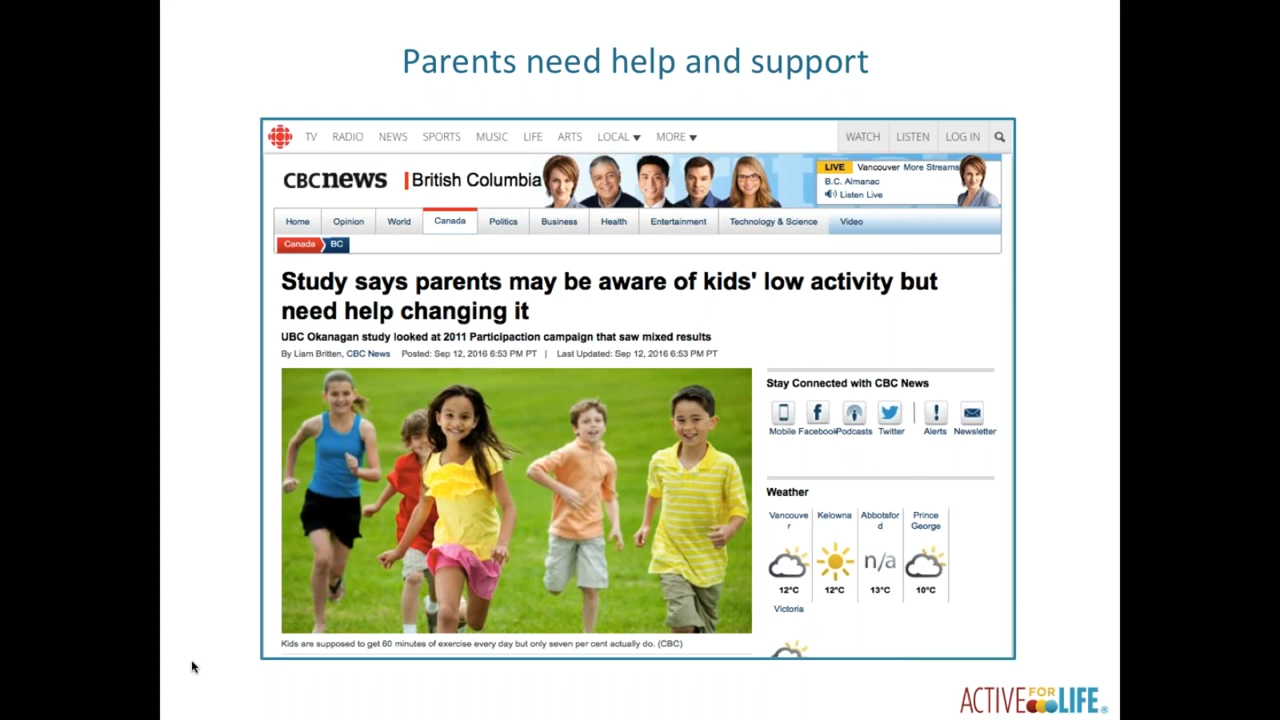 Parents need help and support
TV RADIO NEWS SPORTS MUSIC LIFE ARTS LOCAL MORE WATCH LISTEN LOG IN
CBCnews British Columbia
LIVE Vancouver More Streams
B.C. Almanac
Listen Live
Home Opinion World Canada Politics Business Health Entertainment Technology & Science Video
Canada BC
Study says parents may be aware of kids' low activity but
need help changing it
UBC Okanagan study looked at 2011 Participaction campaign that saw mixed results
By Liam Britten, CBC News Posted: Sep 12, 2016 6:53 PM PT | Last Updated: Sep 12, 2016 6:53 PM PT
Stay Connected with CBC News
Mobile Facebook Podcasts Twitter Alerts Newsletter
Weather
Vancouve Kelowna Abbotsfor Prince
r d George
n/a
12°C 12°C 13°C 10°C
Victoria
Kids are supposed to get 60 minutes of exercise every day but only seven per cent actually do. (CBC)
ACTIVE FOR LIFE®